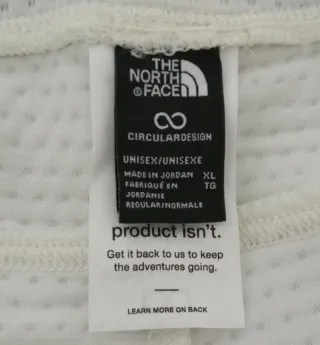 THE
NORTH
®FACE
CIRCULARDESIGN
UNISEX/UNISEXE
MADE IN JORDAN XL
FABRIQUÉ EN TG
JORDANIE
REGULAR/NORMALE
product isn't.
Get it back to us to keep
the adventures going.
LEARN MORE ON BACK